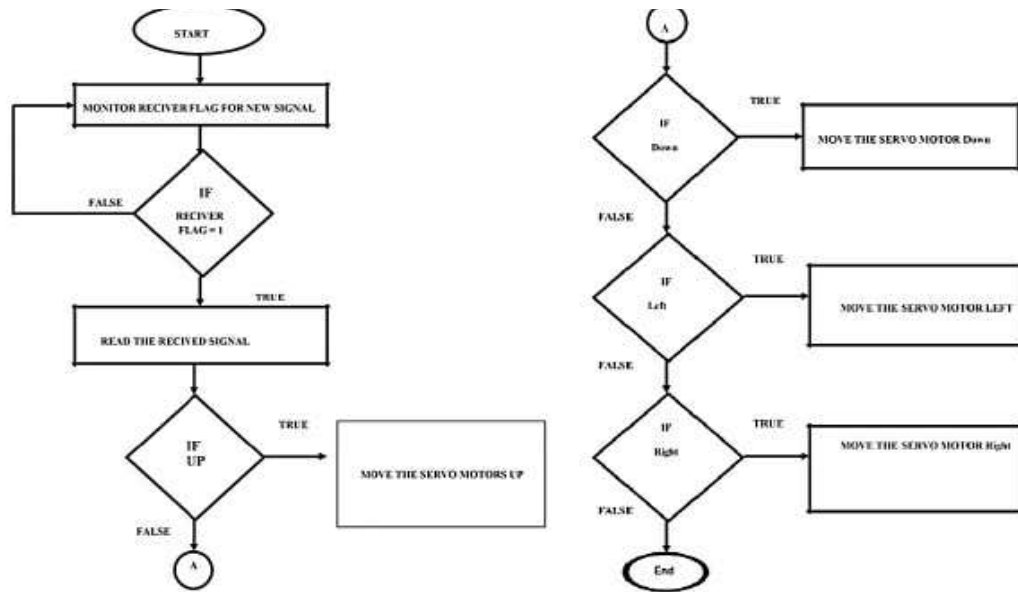 START
MONITOR RECIVER FLAG FOR NEW SIGNAL
IF
RECIVER
FLAG = 1
FALSE
TRUE
READ THE RECIVED SIGNAL
IF
UP
TRUE
MOVE THE SERVO MOTORS UP
FALSE
A
A
IF
Down
TRUE
MOVE THE SERVO MOTOR Down
FALSE
IF
Left
TRUE
MOVE THE SERVO MOTOR LEFT
FALSE
IF
Right
TRUE
MOVE THE SERVO MOTOR Right
FALSE
End